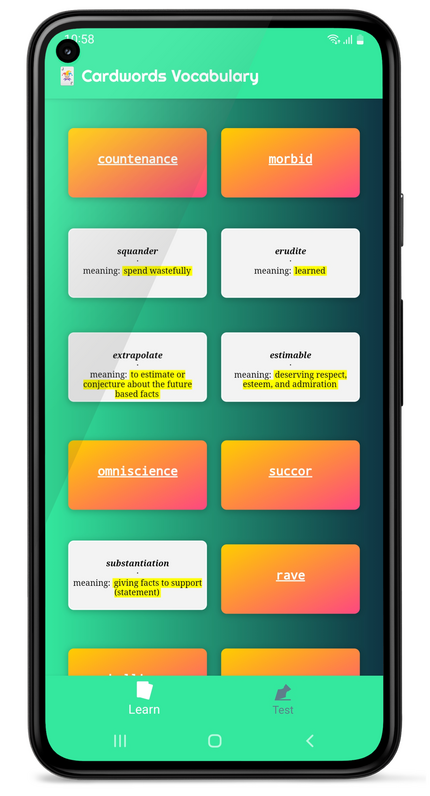 10:58
Cardwords Vocabulary
countenance
morbid
squander
meaning: spend wastefully
erudite
meaning: learned
extrapolate
meaning: to estimate or
conjecture about the future
based facts
estimable
meaning: deserving respect,
esteem, and admiration
omniscience
succor
substantiation
meaning: giving facts to support
(statement)
rave
Learn
Test